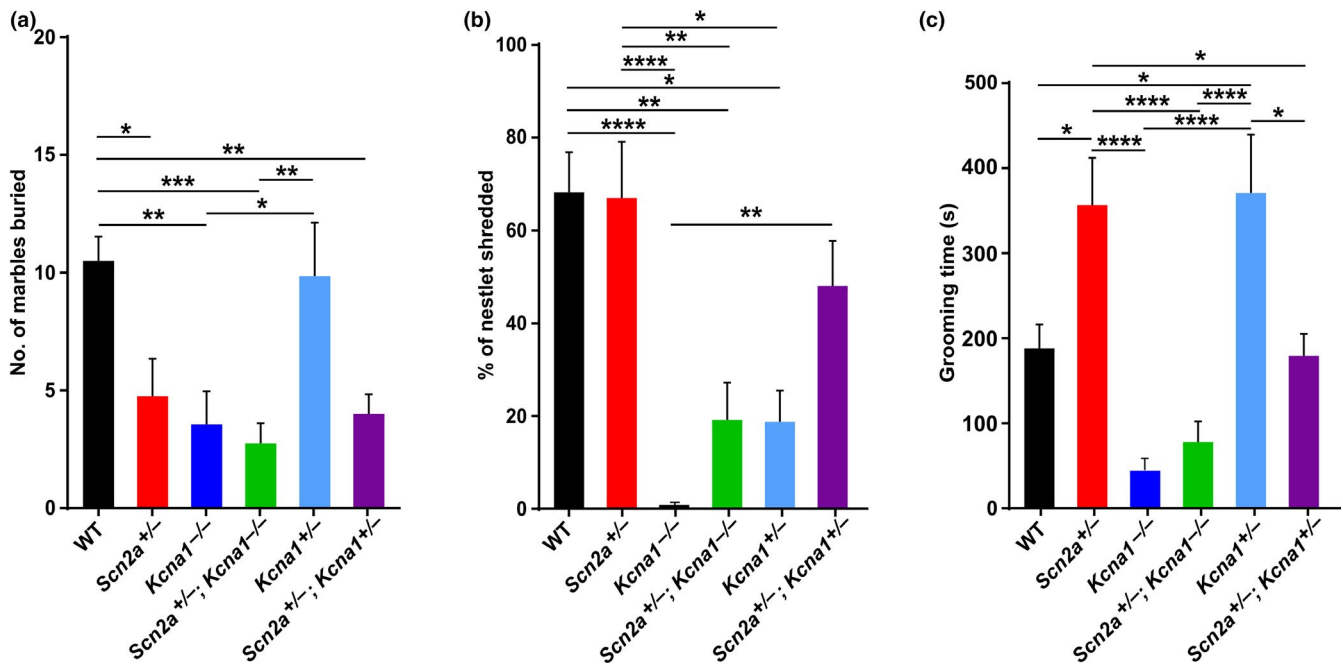 (a)
No. of marbles buried
20
15
10
5
0
*
**
***
**
**
*
WT
Scn2a+/–
Kcna1–/–
Scn2a+/–; Kcna1–/–
Kcna1+/–
Scn2a+/–; Kcna1+/–
(b)
% of nestlet shredded
100
80
60
40
20
0
*
**
****
*
**
****
**
WT
Scn2a+/–
Kcna1–/–
Scn2a+/–; Kcna1–/–
Kcna1+/–
Scn2a+/–; Kcna1+/–
(c)
Grooming time (s)
500
400
300
200
100
0
*
*
****
****
*
****
****
*
WT
Scn2a+/–
Kcna1–/–
Scn2a+/–; Kcna1–/–
Kcna1+/–
Scn2a+/–; Kcna1+/–